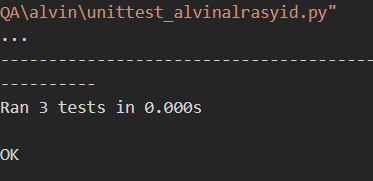 QA\alvin\unittest_alvinalrasyid.py"
...
----------------------------------------
----------
Ran 3 tests in 0.000s
OK